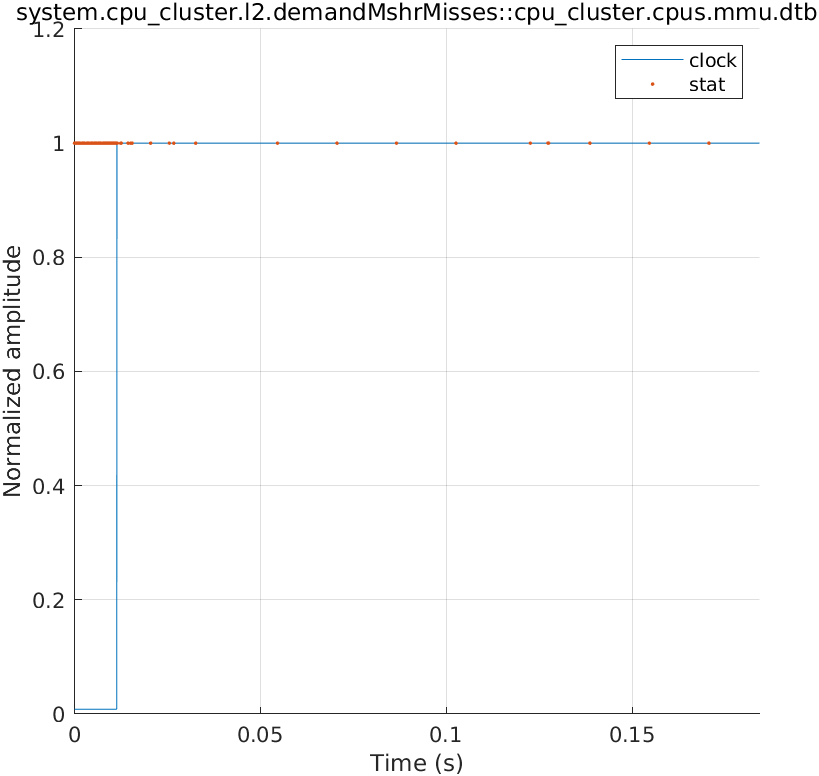 system.cpu_cluster.l2.demandMshrMisses::cpu_cluster.cpus.mmu.dtb
1.2
clock
stat
1
0.8
0.6
0.4
0.2
0
Normalized amplitude
0
0.05
0.1
0.15
Time (s)